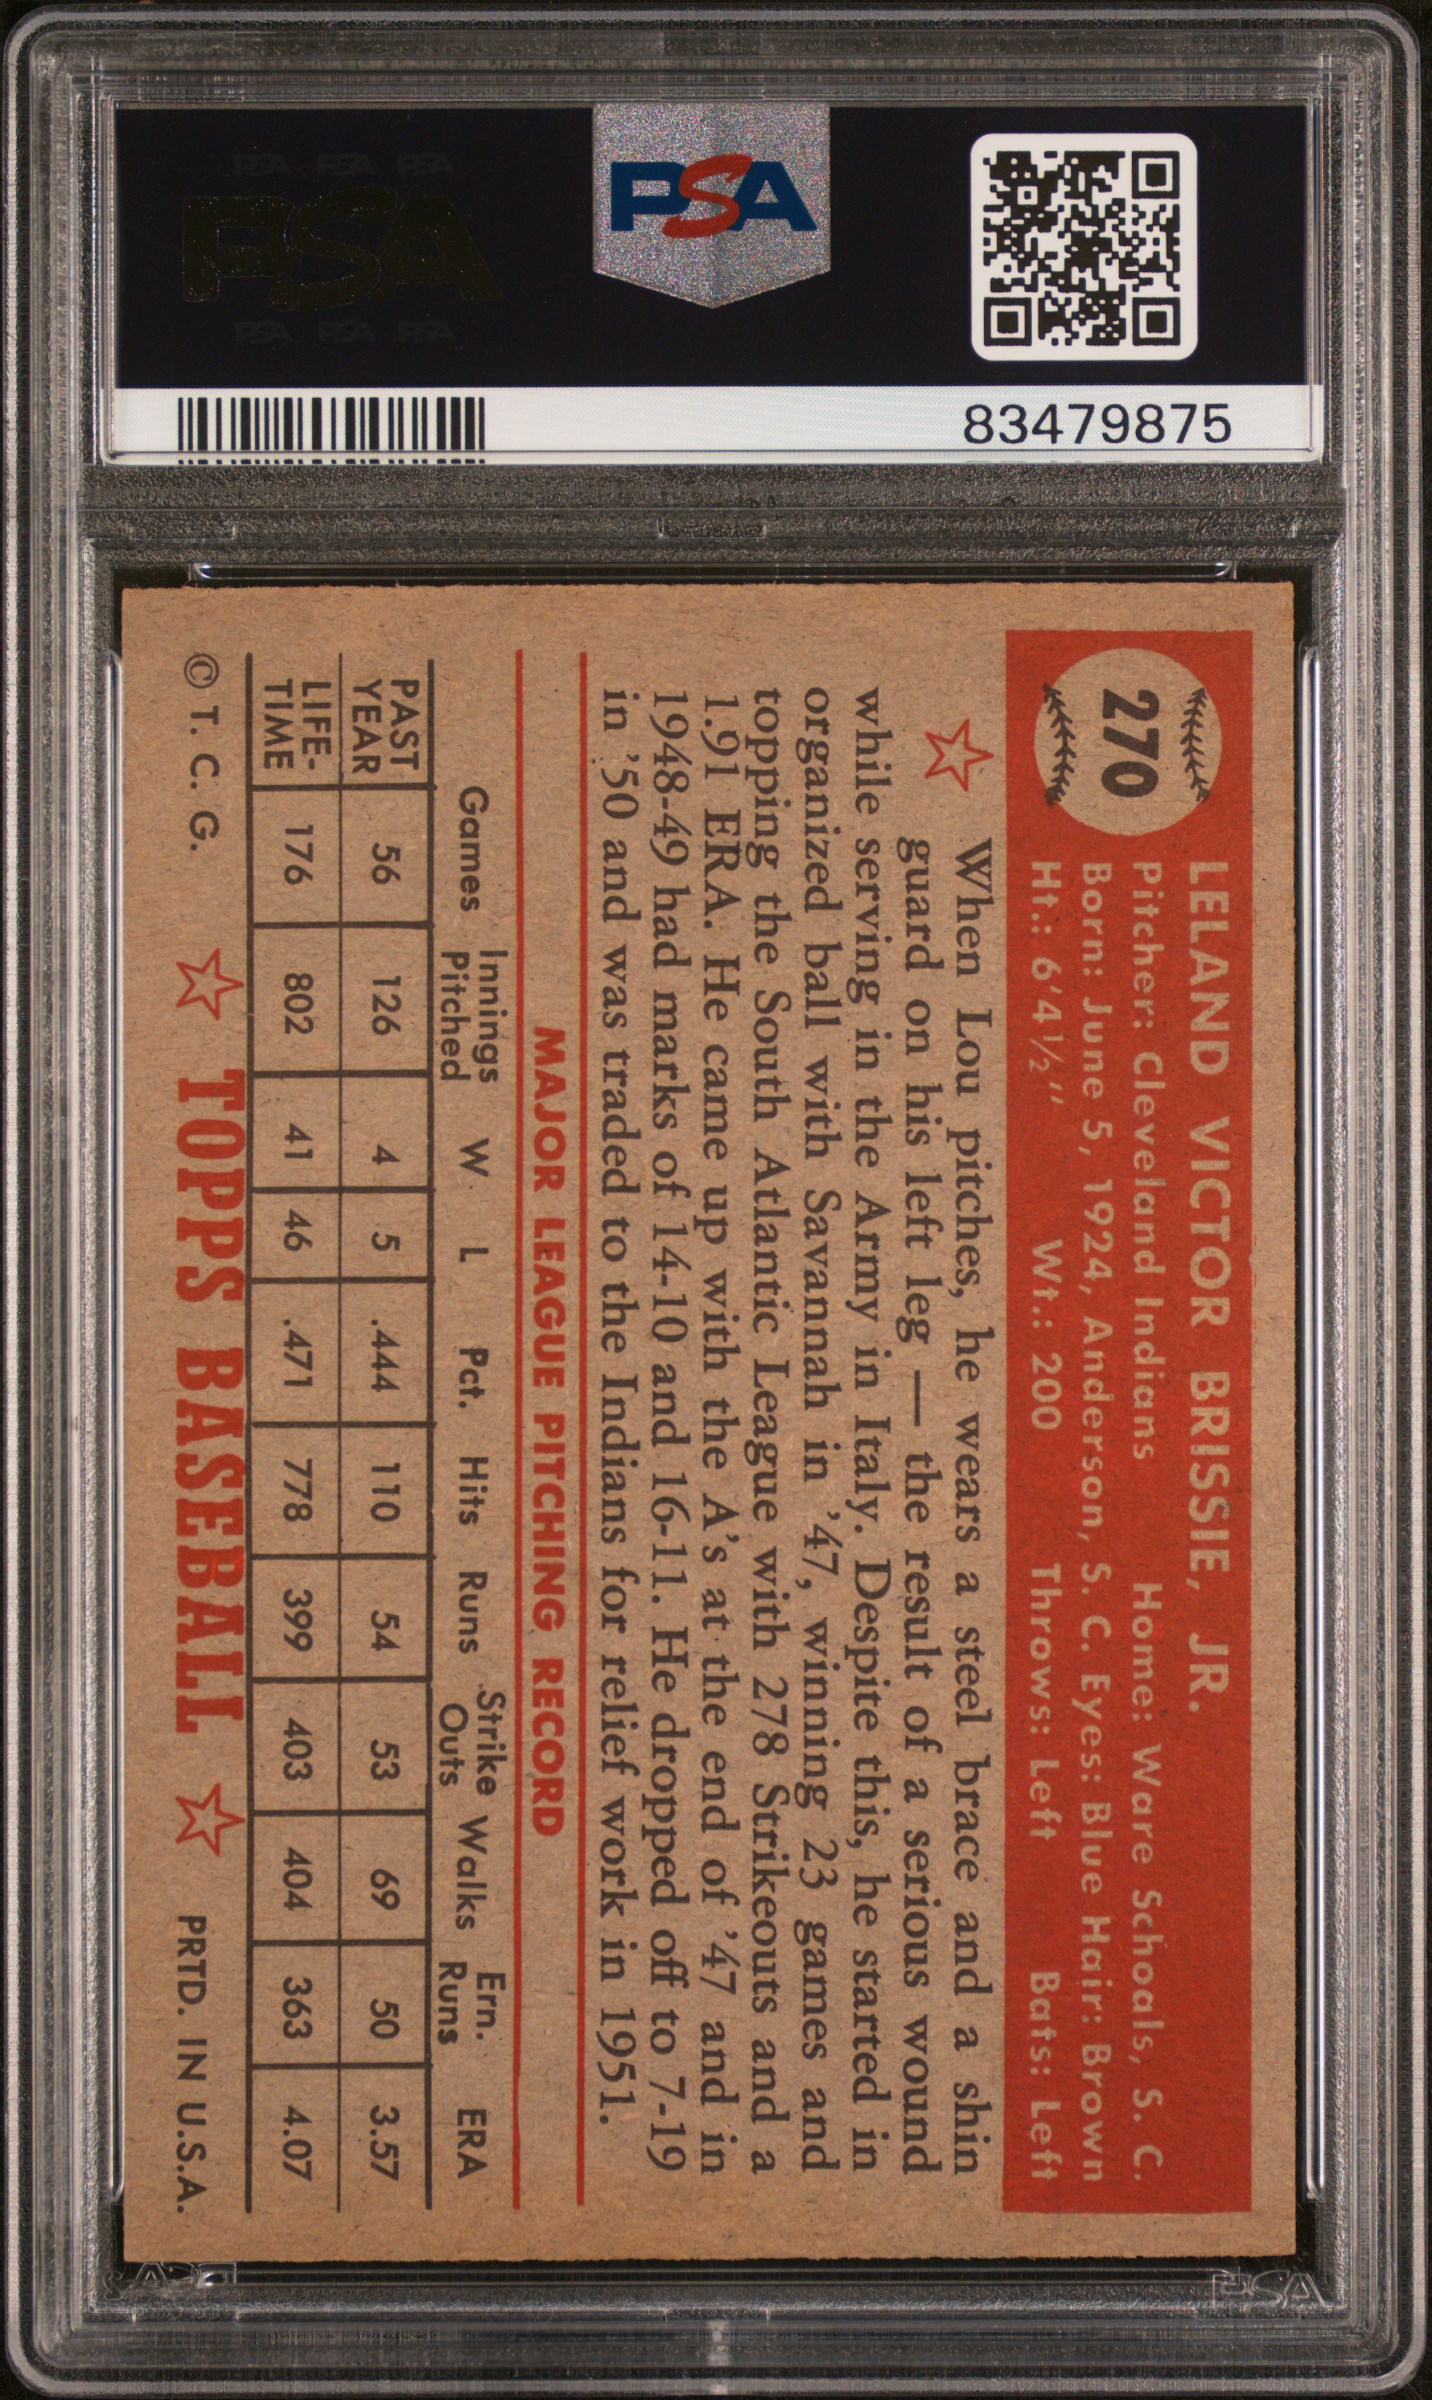 PSA
PSA PSA PSA
PSA
PSA PSA PSA
83479875
270
LELAND VICTOR BRISSIE, JR.
Pitcher: Cleveland Indians Home: Ware Schoals, S. C.
Born: June 5, 1924, Anderson, S. C. Eyes: Blue Hair: Brown
Ht.: 6'4½" Wt.: 200 Throws: Left Bats: Left
When Lou pitches, he wears a steel brace and a shin
guard on his left leg — the result of a serious wound
while serving in the Army in Italy. Despite this, he started in
organized ball with Savannah in '47, winning 23 games and
topping the South Atlantic League with 278 Strikeouts and a
1.91 ERA. He came up with the A's at the end of '47 and in
1948-49 had marks of 14-10 and 16-11. He dropped off to 7-19
in '50 and was traded to the Indians for relief work in 1951.
MAJOR LEAGUE PITCHING RECORD
Games Innings Pitched W L Pct. Hits Runs Strike Outs Walks Ern. Runs ERA
PAST YEAR 56 126 4 5 .444 110 54 53 69 50 3.57
LIFE-TIME 176 802 41 46 .471 778 399 403 404 363 4.07
© T. C. G. TOPPS BASEBALL PRTD. IN U.S.A.
PSA
PSA